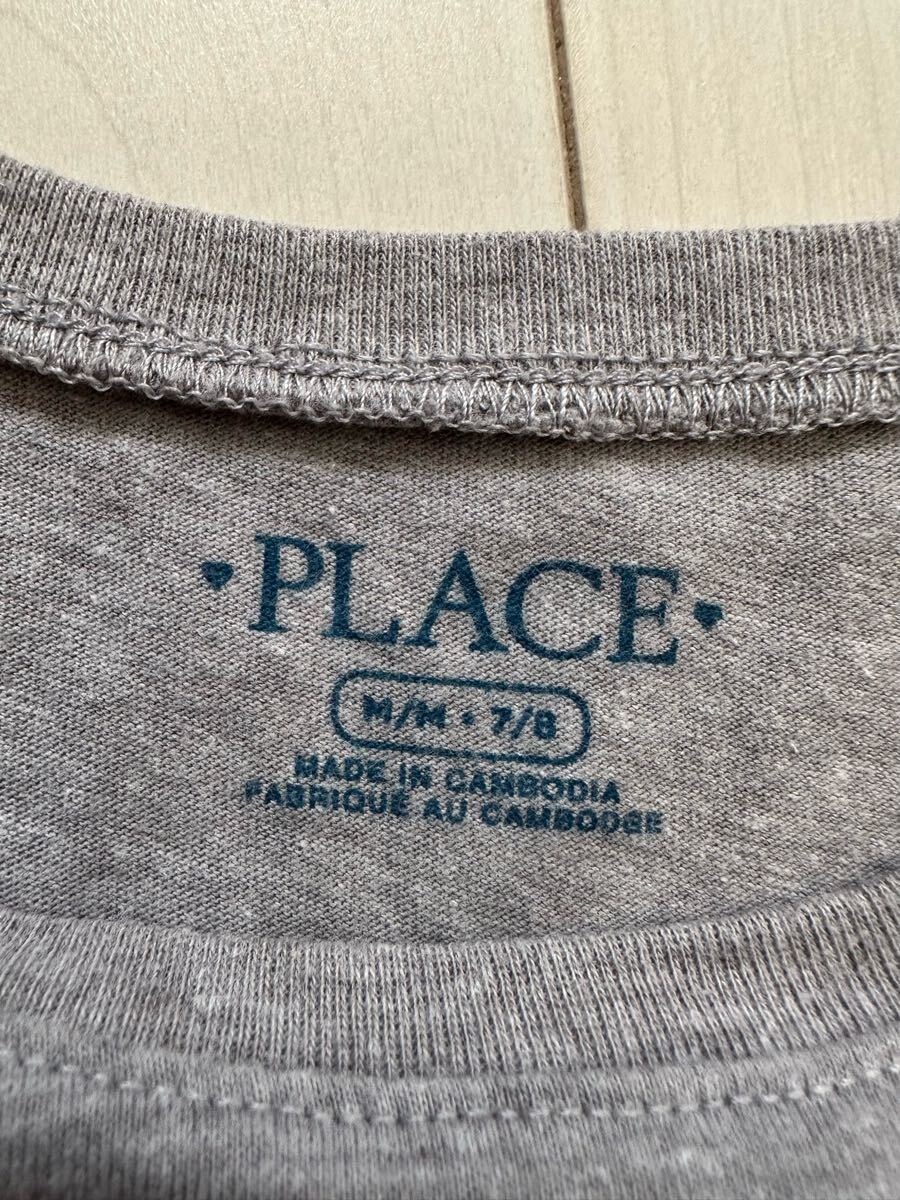 PLACE
M/M • 7/8
MADE IN CAMBODIA
FABRIQUÉ AU CAMBODGE